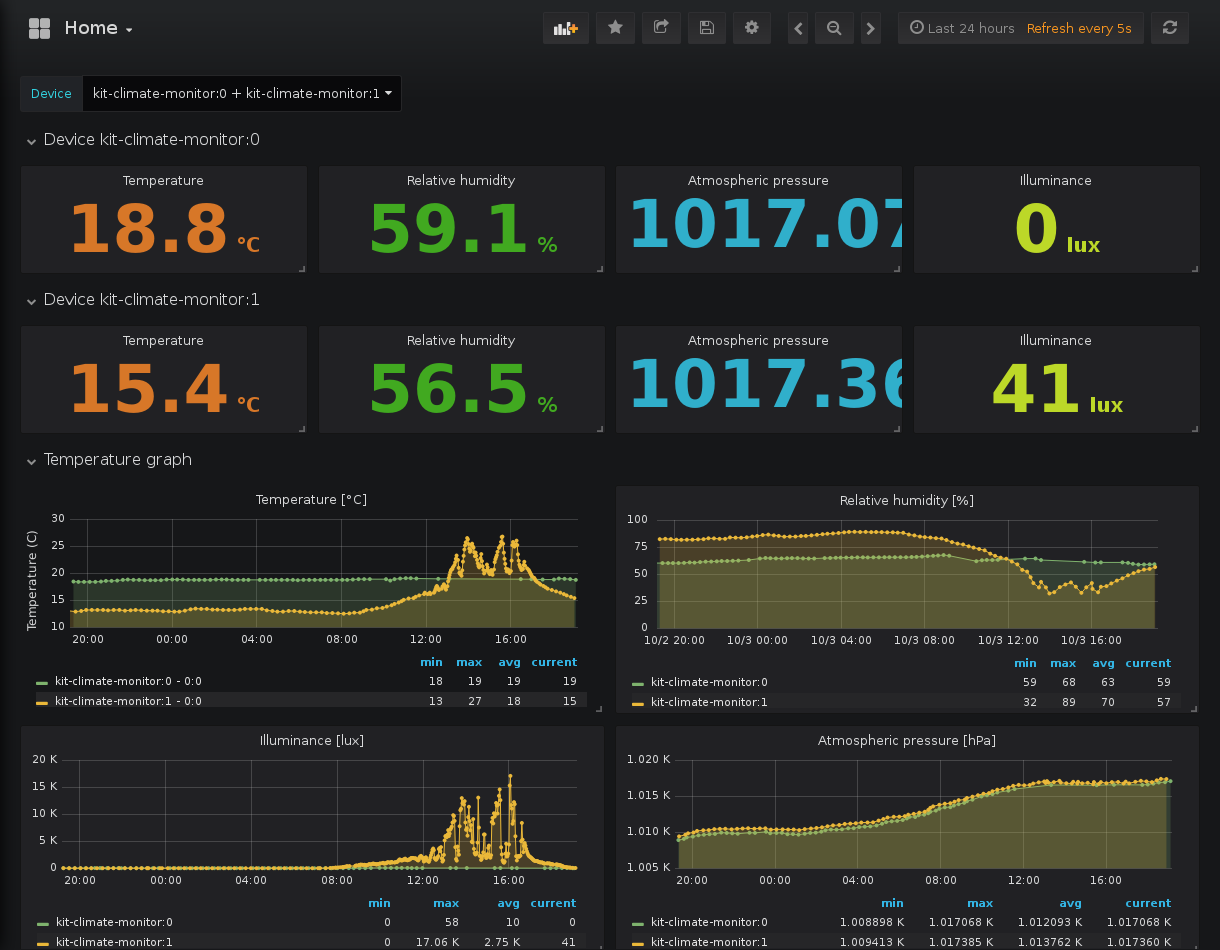 Home
Last 24 hours Refresh every 5s
Device kit-climate-monitor:0 + kit-climate-monitor:1
Device kit-climate-monitor:0
Temperature Relative humidity Atmospheric pressure Illuminance
18.8 °C 59.1 % 1017.07 0 lux
Device kit-climate-monitor:1
Temperature Relative humidity Atmospheric pressure Illuminance
15.4 °C 56.5 % 1017.36 41 lux
Temperature graph
Temperature [°C]
Temperature (C)
30
25
20
15
10
20:00 00:00 04:00 08:00 12:00 16:00
min max avg current
kit-climate-monitor:0 - 0:0 18 19 19 19
kit-climate-monitor:1 - 0:0 13 27 18 15
Relative humidity [%]
100
75
50
25
0
10/2 20:00 10/3 00:00 10/3 04:00 10/3 08:00 10/3 12:00 10/3 16:00
min max avg current
kit-climate-monitor:0 59 68 63 59
kit-climate-monitor:1 32 89 70 57
Illuminance [lux]
20 K
15 K
10 K
5 K
0
20:00 00:00 04:00 08:00 12:00 16:00
min max avg current
kit-climate-monitor:0 0 58 10 0
kit-climate-monitor:1 0 17.06 K 2.75 K 41
Atmospheric pressure [hPa]
1.020 K
1.015 K
1.010 K
1.005 K
20:00 00:00 04:00 08:00 12:00 16:00
min max avg current
kit-climate-monitor:0 1.008898 K 1.017068 K 1.012093 K 1.017068 K
kit-climate-monitor:1 1.009413 K 1.017385 K 1.013762 K 1.017360 K